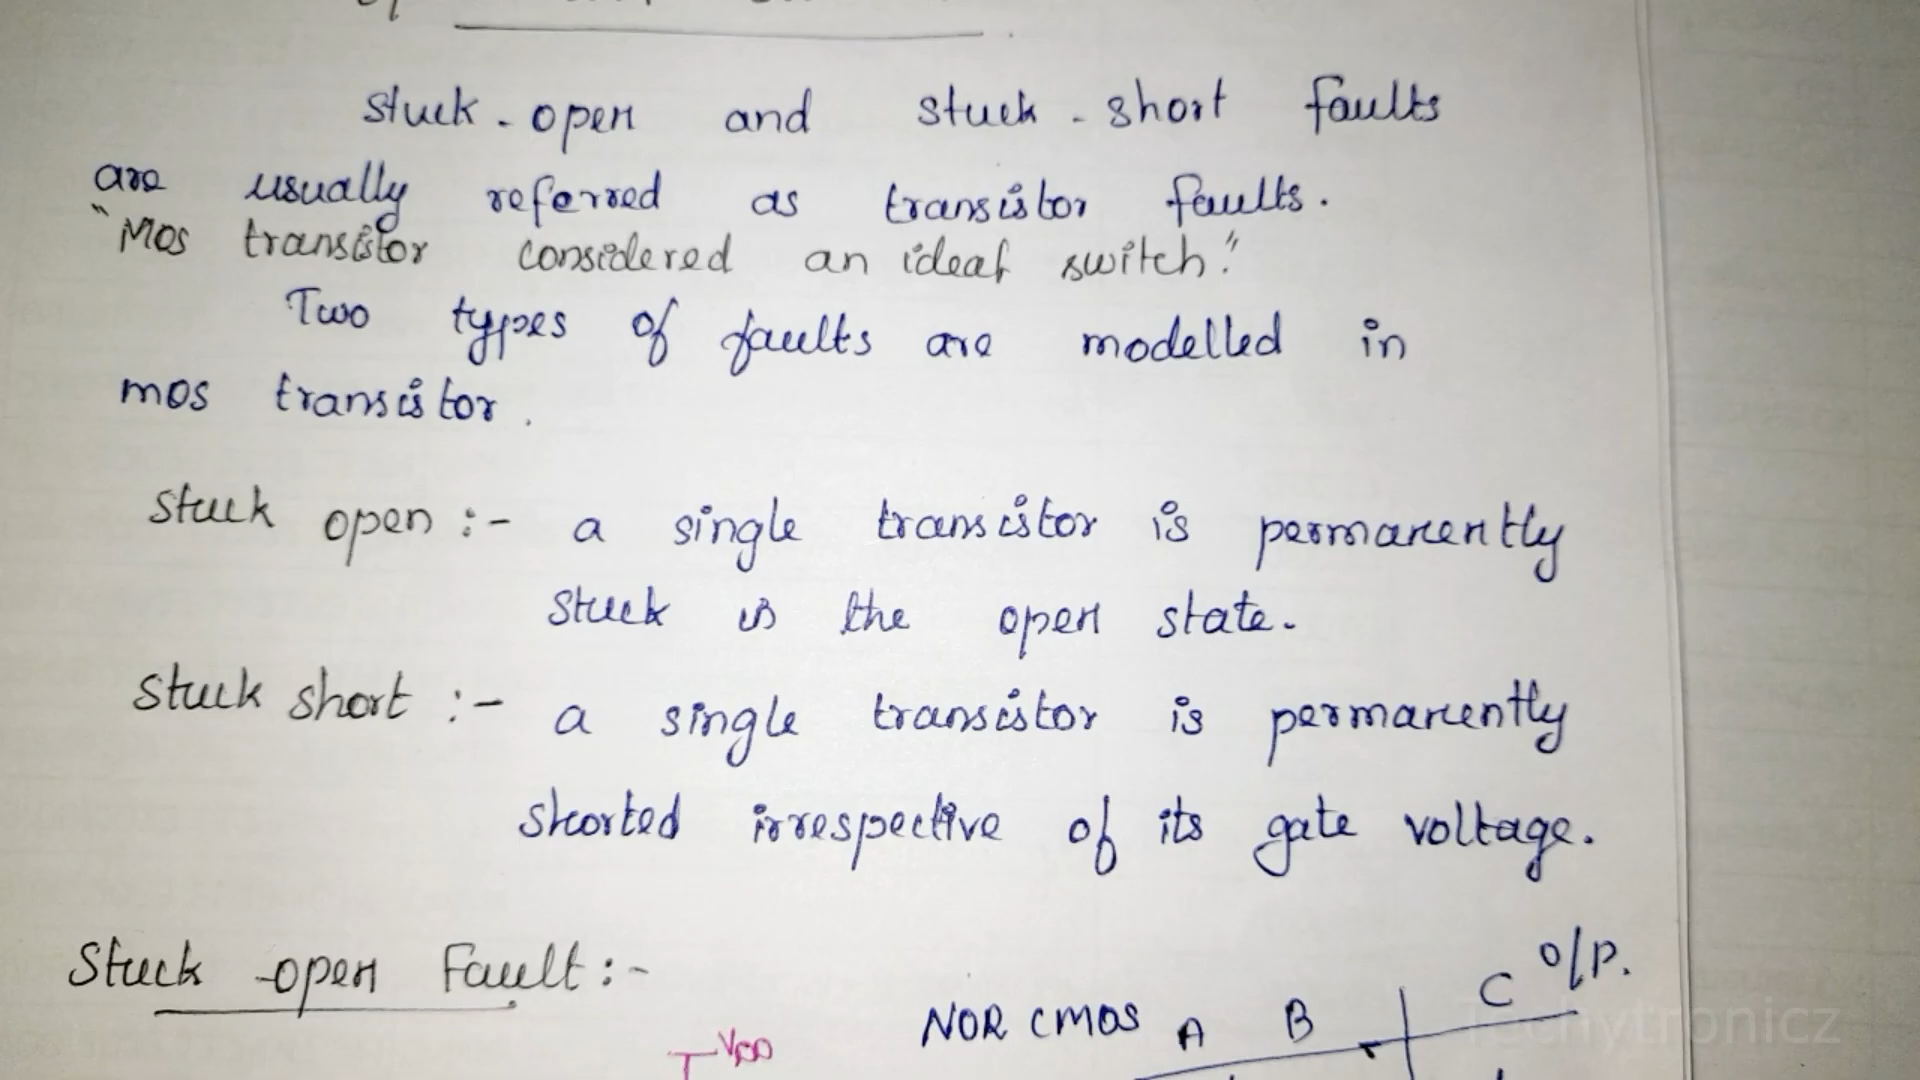 stuck-open and stuck-short faults
are usually referred as transistor faults.
"Mos transistor considered an ideal switch."
Two types of faults are modelled in
mos transistor.
Stuck open :- a single transistor is permanently
stuck is the open state.
Stuck short :- a single transistor is permanently
shorted irrespective of its gate voltage.
Stuck-open Fault :-
NOR CMOS A B C O/P.
VDD
Techytronicz